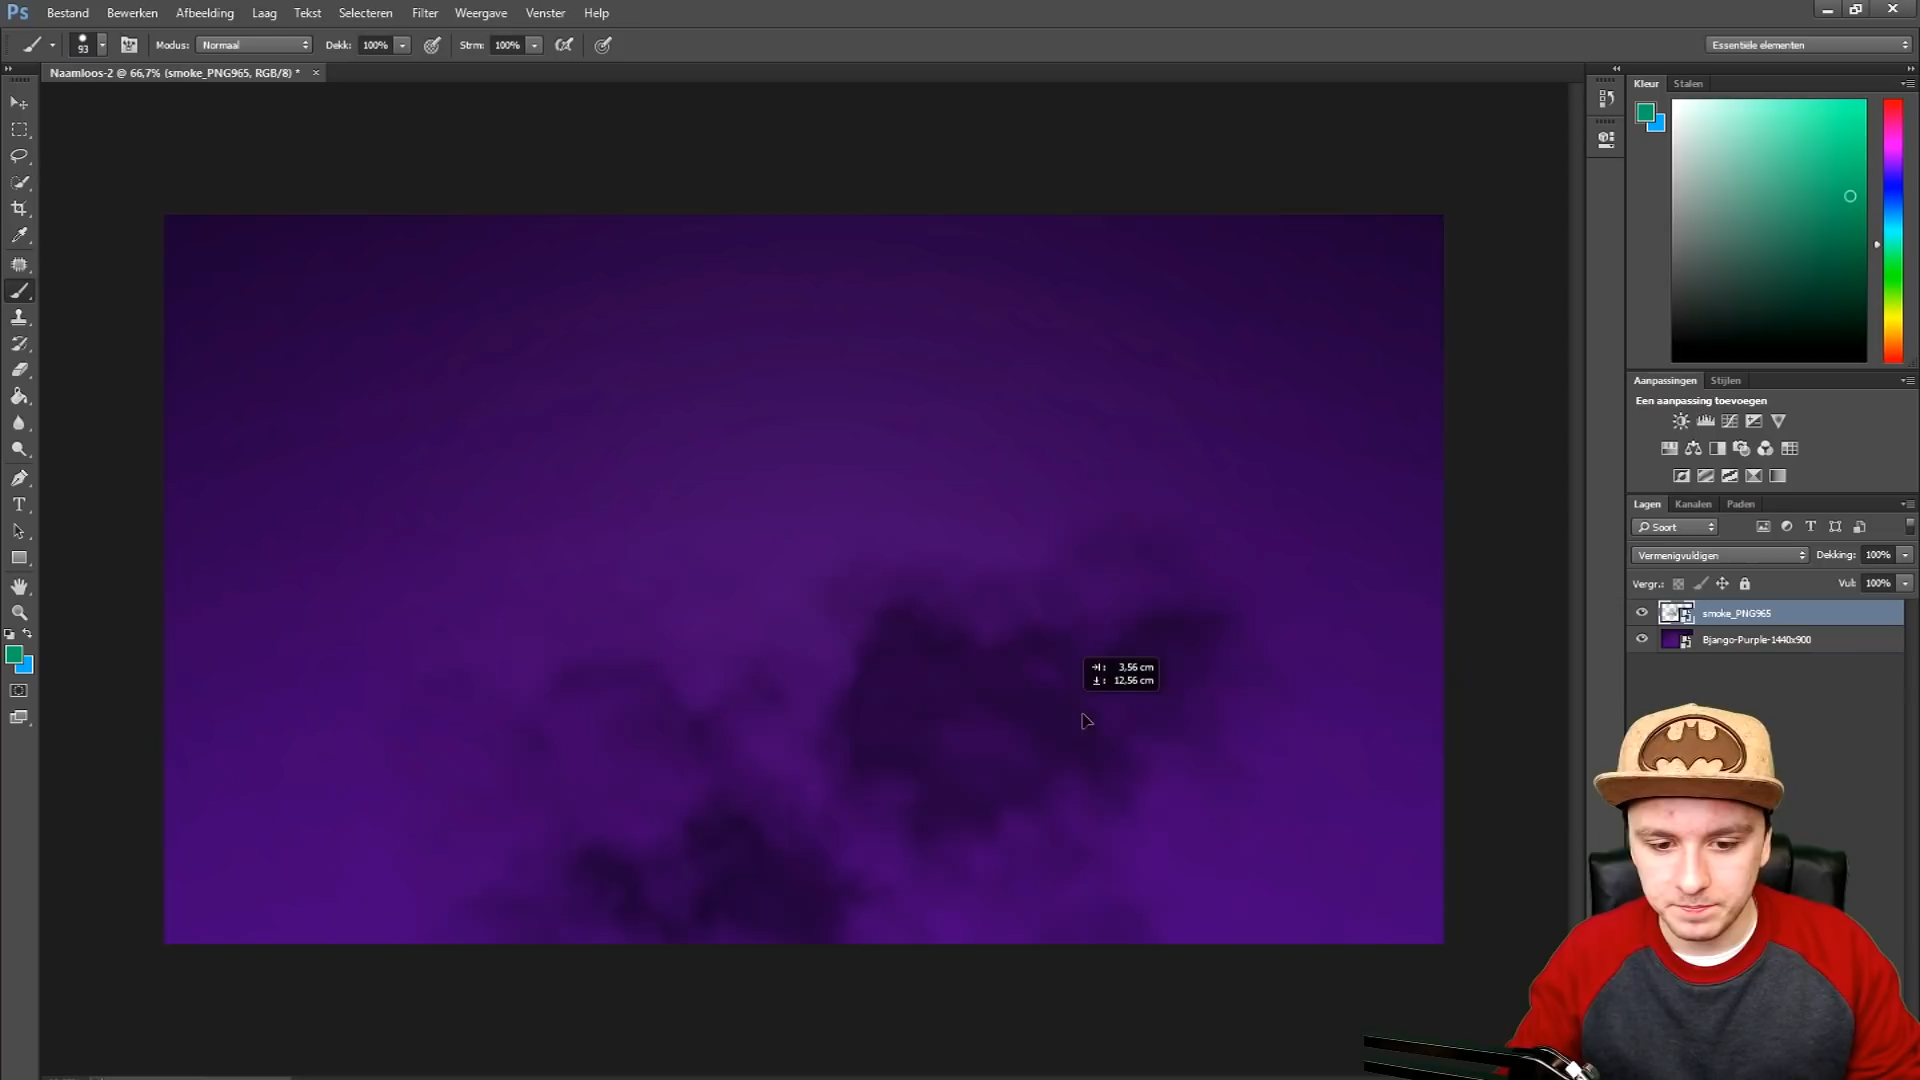 Ps Bestand Bewerken Afbeelding Laag Tekst Selecteren Filter Weergave Venster Help
93 Modus: Normaal Dekk: 100% Strm: 100% Essentiële elementen
Naamloos-2 @ 66,7% (smoke_PNG965, RGB/8) * ×
Kleur Stalen
Aanpassingen Stijlen
Een aanpassing toevoegen
Lagen Kanalen Paden
Soort
Vermenigvuldigen Dekking: 100%
Vergr.: Vul: 100%
smoke_PNG965
Bjango-Purple-1440x900
3,56 cm
12,56 cm